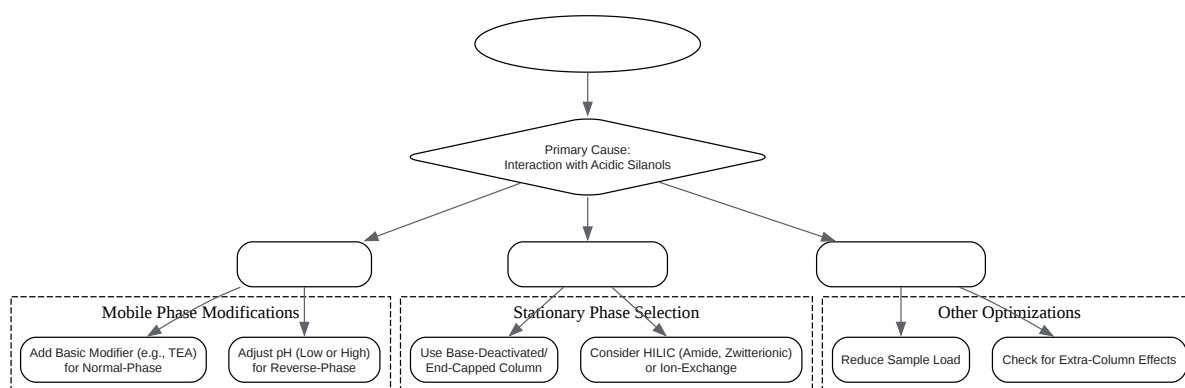 Primary Cause:
Interaction with Acidic Silanols
Mobile Phase Modifications
Stationary Phase Selection
Other Optimizations
Add Basic Modifier (e.g., TEA)
for Normal-Phase
Adjust pH (Low or High)
for Reverse-Phase
Use Base-Deactivated/
End-Capped Column
Consider HILIC (Amide, Zwitterionic)
or Ion-Exchange
Reduce Sample Load
Check for Extra-Column Effects